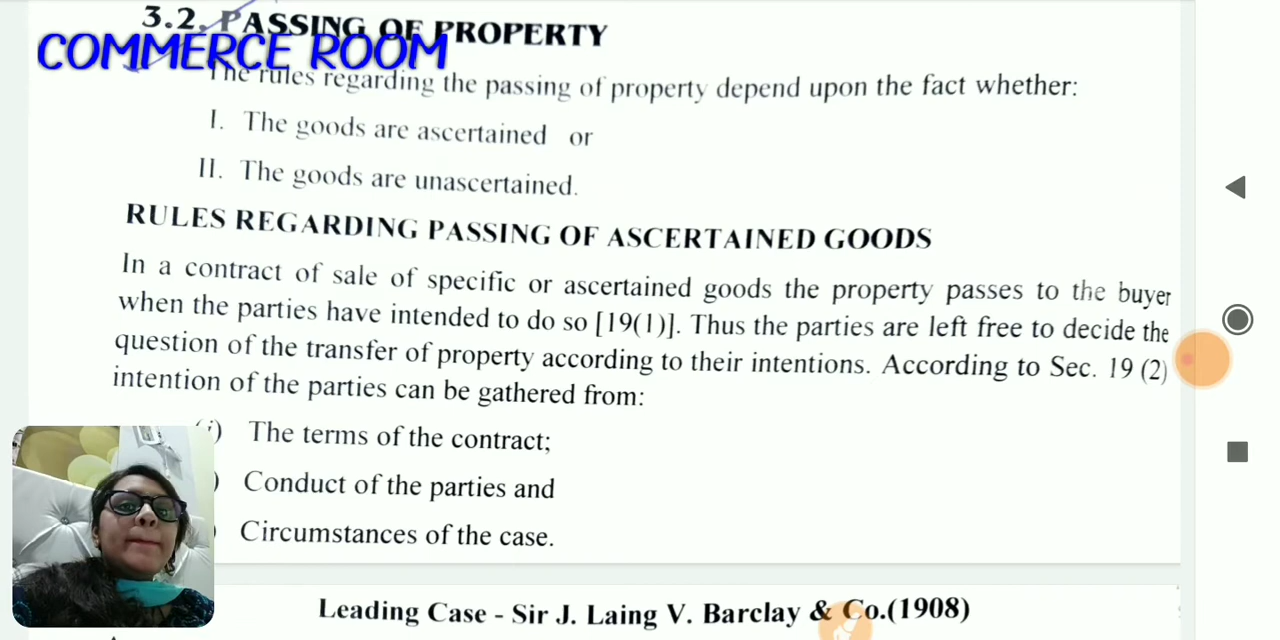 3.2. PASSING OF PROPERTY
COMMERCE ROOM
The rules regarding the passing of property depend upon the fact whether:
I. The goods are ascertained or
II. The goods are unascertained.
RULES REGARDING PASSING OF ASCERTAINED GOODS
In a contract of sale of specific or ascertained goods the property passes to the buyer
when the parties have intended to do so [19(1)]. Thus the parties are left free to decide the
question of the transfer of property according to their intentions. According to Sec. 19 (2)
intention of the parties can be gathered from:
(i) The terms of the contract;
) Conduct of the parties and
) Circumstances of the case.
Leading Case - Sir J. Laing V. Barclay & Co.(1908)